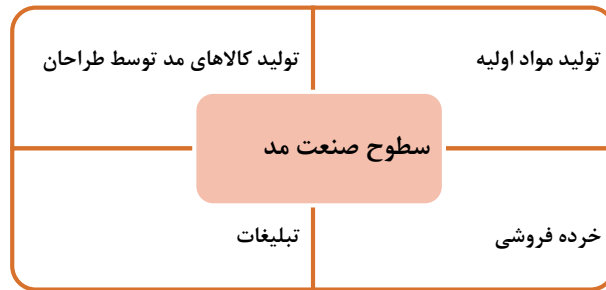 تولید مواد اولیه
تولید کالاهای مد توسط طراحان
سطوح صنعت مد
خرده فروشی
تبلیغات